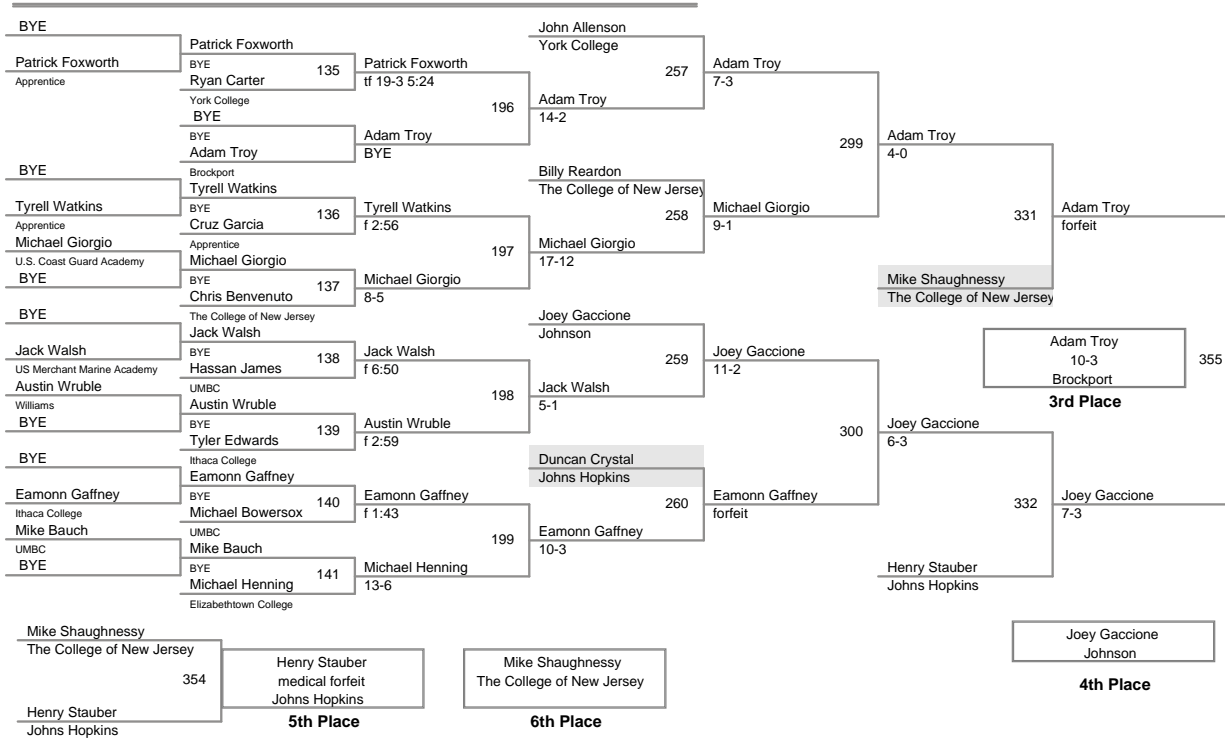 BYE
Patrick Foxworth
Apprentice
BYE
Tyrell Watkins
Apprentice
Michael Giorgio
U.S. Coast Guard Academy
BYE
BYE
Jack Walsh
US Merchant Marine Academy
Austin Wruble
Williams
BYE
BYE
Eamonn Gaffney
Ithaca College
Mike Bauch
UMBC
BYE
Patrick Foxworth
BYE
135
Ryan Carter
York College
BYE
BYE
Adam Troy
Brockport
Tyrell Watkins
BYE
136
Cruz Garcia
Apprentice
Michael Giorgio
BYE
137
Chris Benvenuto
The College of New Jersey
Jack Walsh
BYE
138
Hassan James
UMBC
Austin Wruble
BYE
139
Tyler Edwards
Ithaca College
Eamonn Gaffney
BYE
140
Michael Bowersox
UMBC
Mike Bauch
BYE
141
Michael Henning
Elizabethtown College
Patrick Foxworth
tf 19-3 5:24
196
Adam Troy
BYE
Tyrell Watkins
f 2:56
197
Michael Giorgio
8-5
Jack Walsh
f 6:50
198
Austin Wruble
f 2:59
Eamonn Gaffney
f 1:43
199
Michael Henning
13-6
John Allenson
York College
257
Adam Troy
14-2
Billy Reardon
The College of New Jersey
258
Michael Giorgio
17-12
Joey Gaccione
Johnson
259
Jack Walsh
5-1
Duncan Crystal
Johns Hopkins
260
Eamonn Gaffney
10-3
Adam Troy
7-3
299
Michael Giorgio
9-1
Joey Gaccione
11-2
300
Eamonn Gaffney
forfeit
Adam Troy
4-0
331
Mike Shaughnessy
The College of New Jersey
Joey Gaccione
6-3
332
Henry Stauber
Johns Hopkins
Adam Troy
forfeit
Adam Troy
10-3
Brockport
355
3rd Place
Joey Gaccione
7-3
Joey Gaccione
Johnson
4th Place
Mike Shaughnessy
The College of New Jersey
354
Henry Stauber
Johns Hopkins
Henry Stauber
medical forfeit
Johns Hopkins
5th Place
Mike Shaughnessy
The College of New Jersey
6th Place